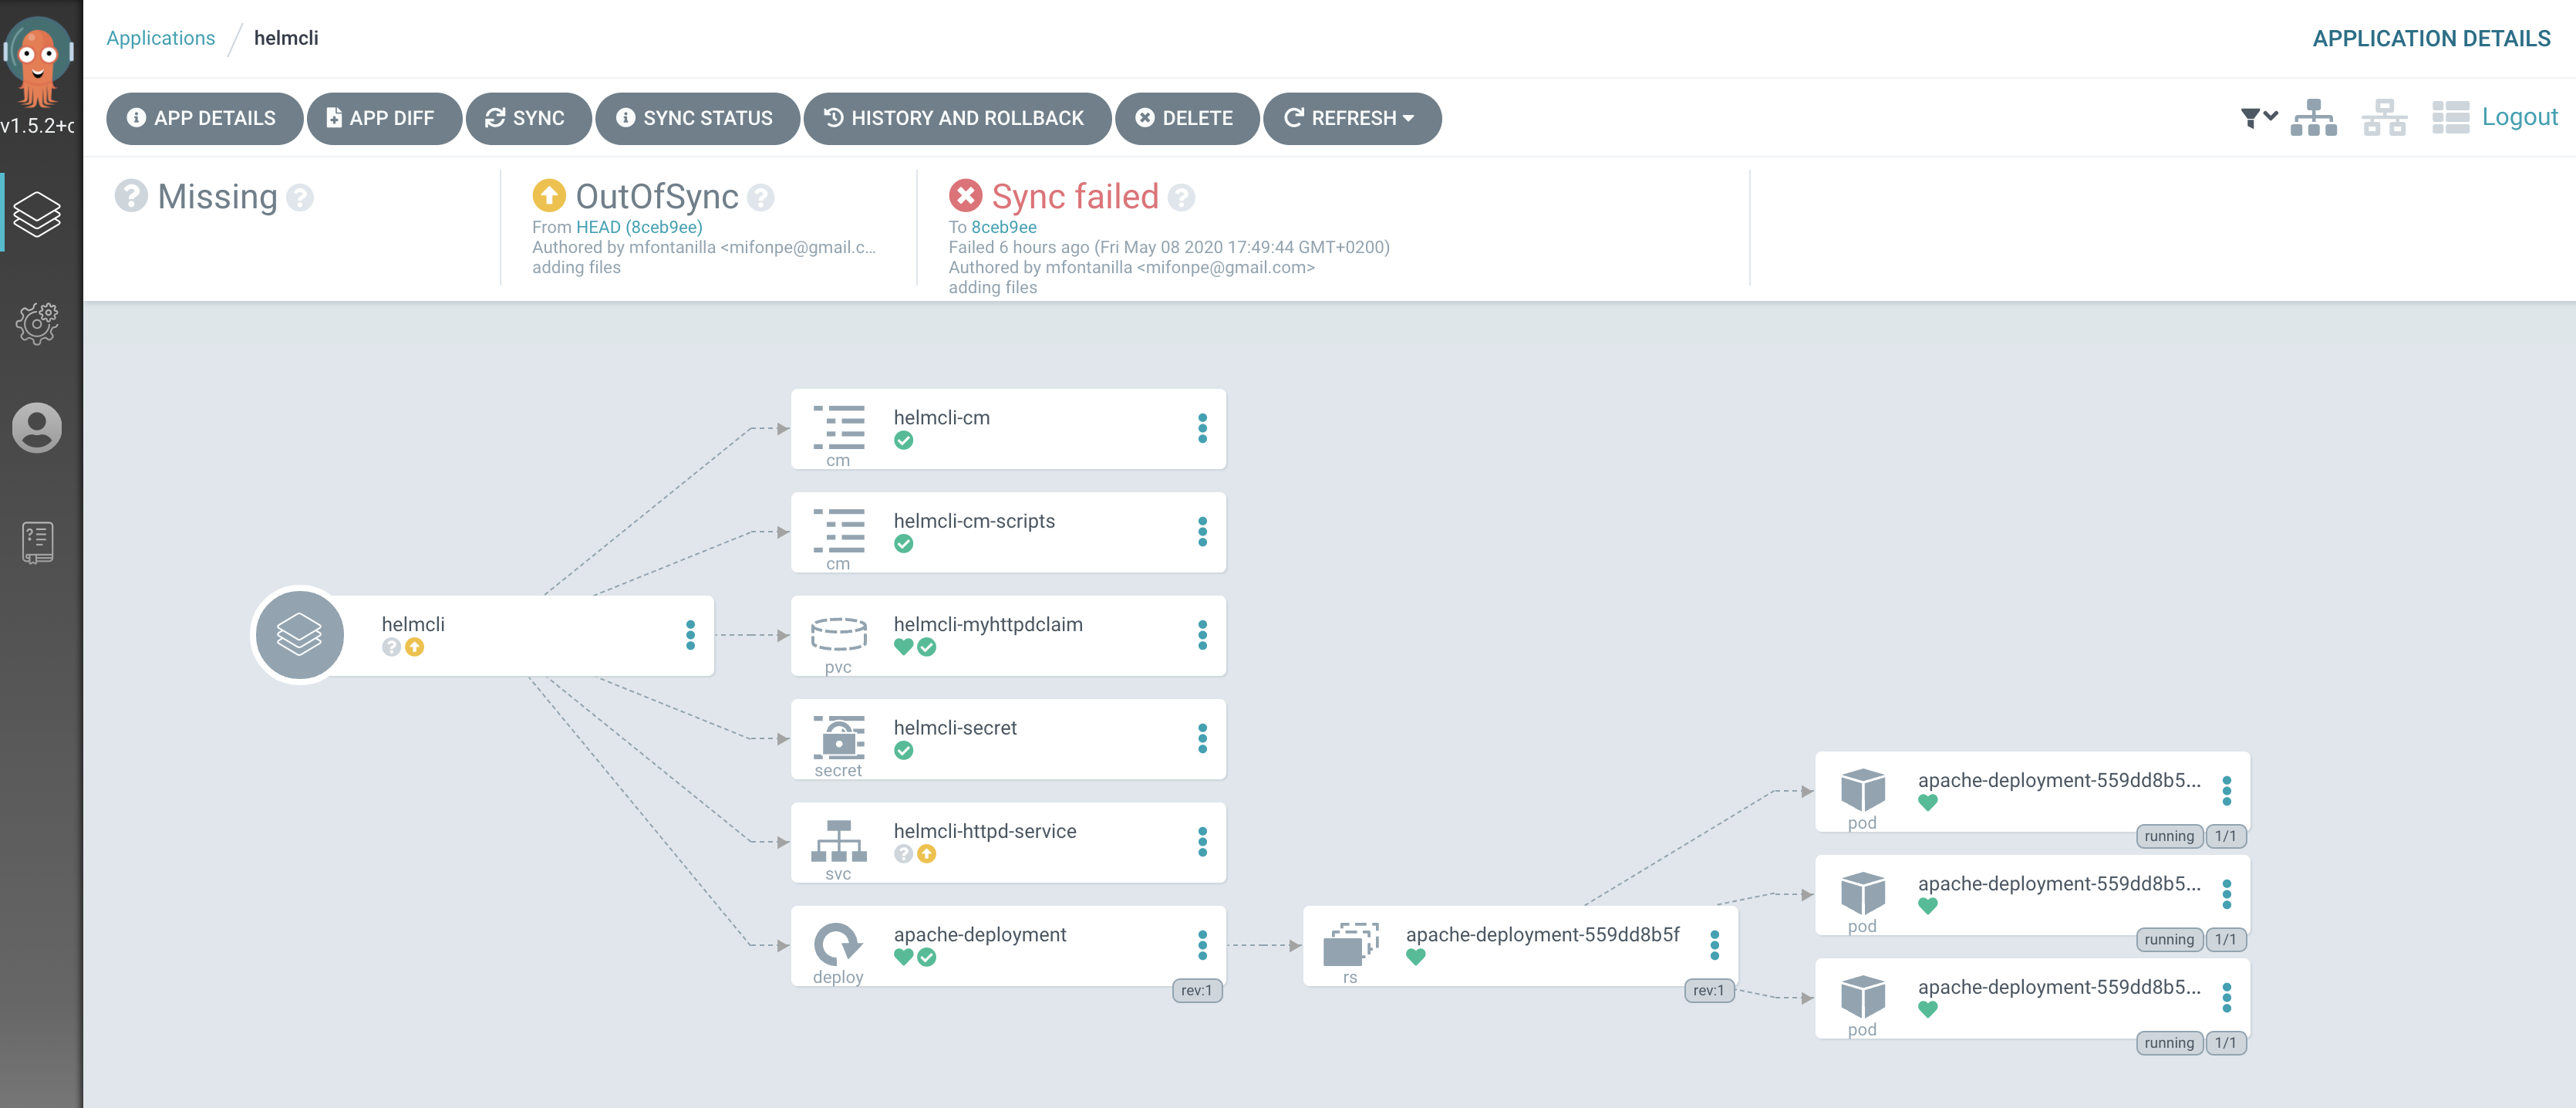 Applications / helmcli
APPLICATION DETAILS
v1.5.2+c
APP DETAILS
APP DIFF
SYNC
SYNC STATUS
HISTORY AND ROLLBACK
DELETE
REFRESH
Logout
Missing
OutOfSync
From HEAD (8ceb9ee)
Authored by mfontanilla <mifonpe@gmail.c...
adding files
Sync failed
To 8ceb9ee
Failed 6 hours ago (Fri May 08 2020 17:49:44 GMT+0200)
Authored by mfontanilla <mifonpe@gmail.com>
adding files
helmcli
helmcli-cm
cm
helmcli-cm-scripts
cm
helmcli-myhttpdclaim
pvc
helmcli-secret
secret
helmcli-httpd-service
svc
apache-deployment
deploy
rev:1
apache-deployment-559dd8b5f
rs
rev:1
apache-deployment-559dd8b5...
pod
running 1/1
apache-deployment-559dd8b5...
pod
running 1/1
apache-deployment-559dd8b5...
pod
running 1/1